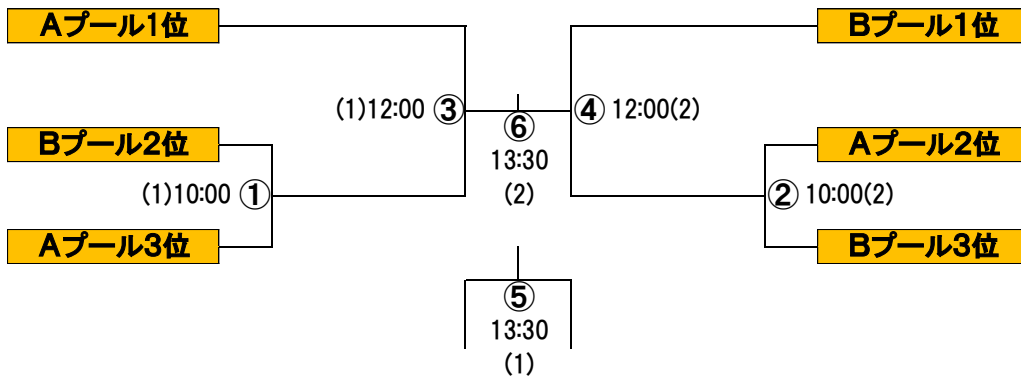 Aプール1位
Bプール1位
(1)12:00 ③
④ 12:00(2)
⑥
13:30
(2)
Bプール2位
Aプール2位
(1)10:00 ①
② 10:00(2)
Aプール3位
Bプール3位
⑤
13:30
(1)